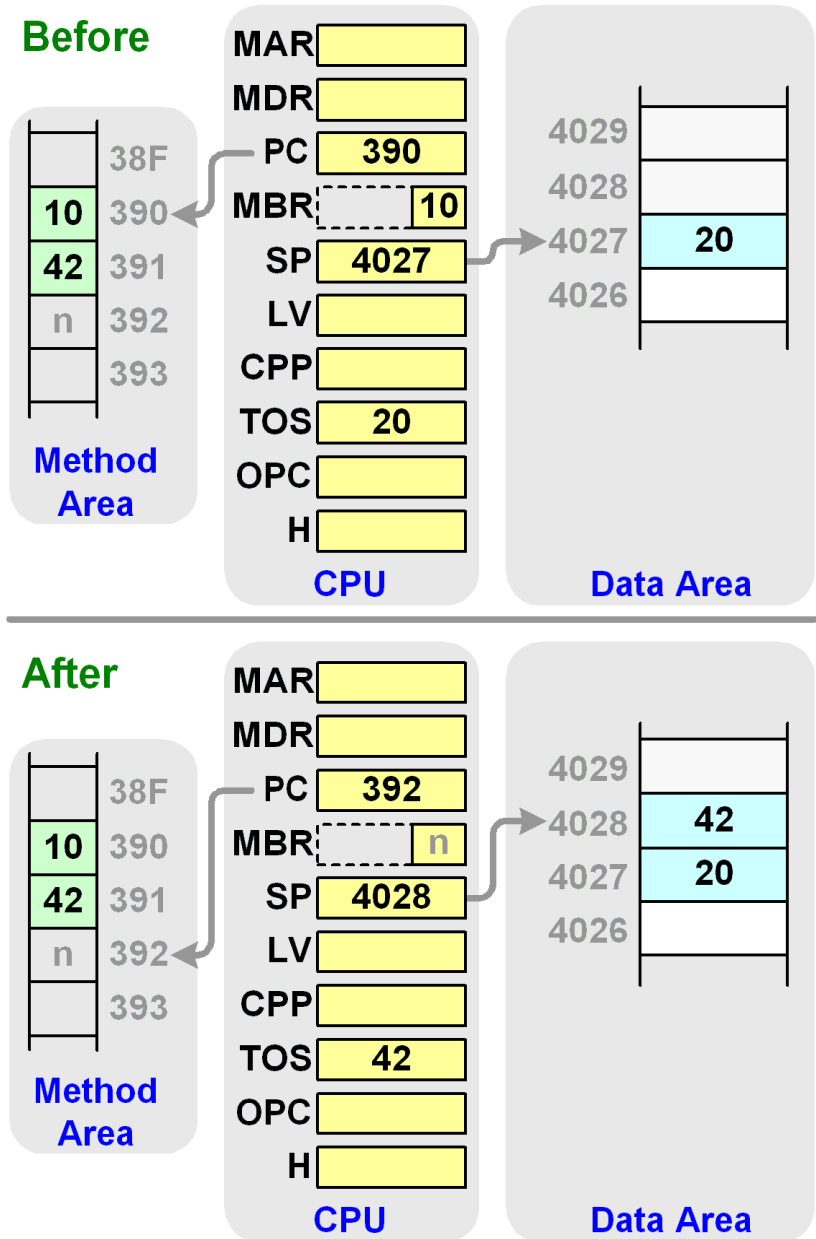 Before
38F
10 390
42 391
n 392
393
Method
Area
MAR
MDR
PC 390
MBR 10
SP 4027
LV
CPP
TOS 20
OPC
H
CPU
4029
4028
4027 20
4026
Data Area
After
38F
10 390
42 391
n 392
393
Method
Area
MAR
MDR
PC 392
MBR n
SP 4028
LV
CPP
TOS 42
OPC
H
CPU
4029
4028 42
4027 20
4026
Data Area